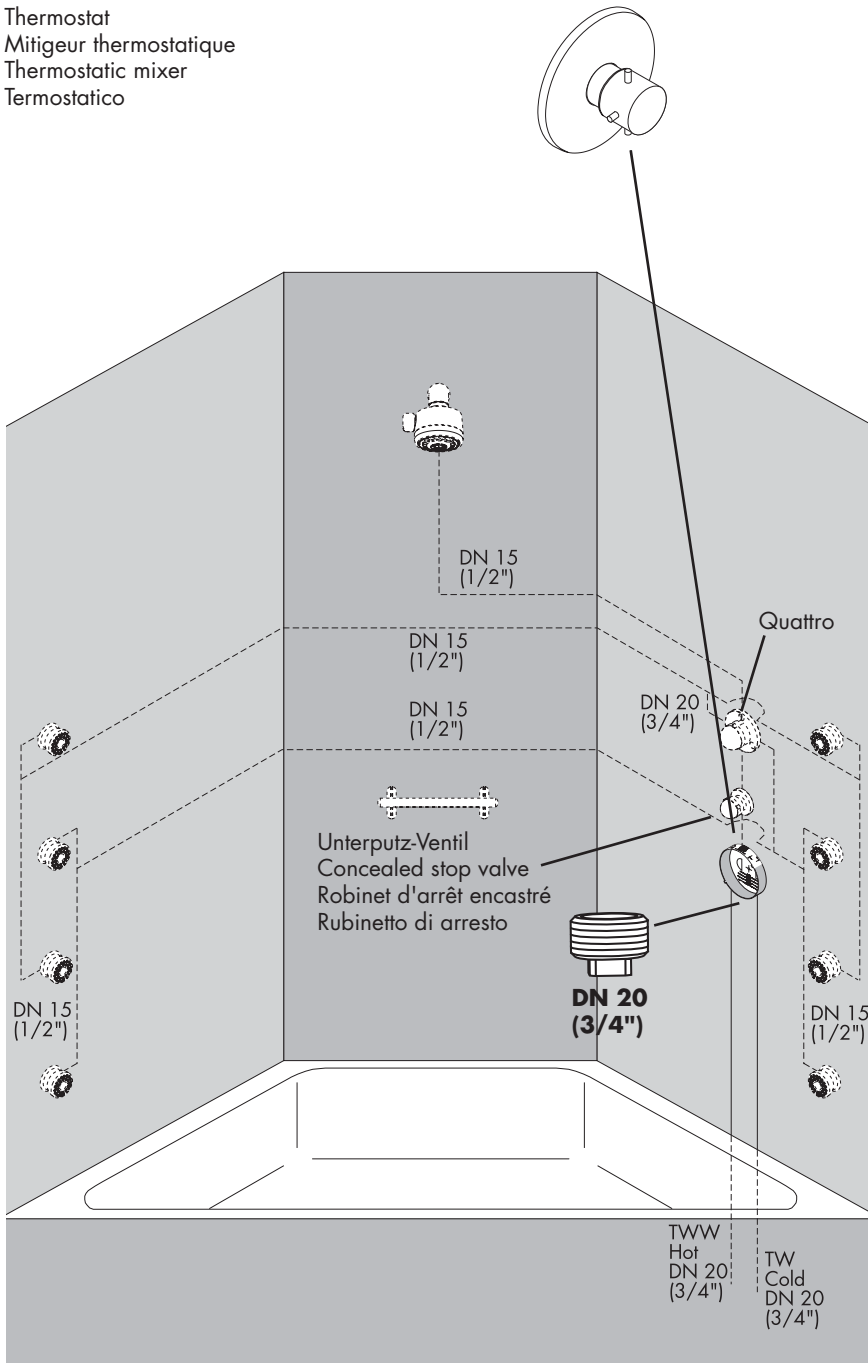 Thermostat
Mitigeur thermostatique
Thermostatic mixer
Termostatico
DN 15
(1/2")
Quattro
DN 15
(1/2")
DN 20
(3/4")
DN 15
(1/2")
Unterputz-Ventil
Concealed stop valve
Robinet d'arrêt encastré
Rubinetto di arresto
DN 20
(3/4")
DN 15
(1/2")
DN 15
(1/2")
TWW
Hot
DN 20
(3/4")
TW
Cold
DN 20
(3/4")